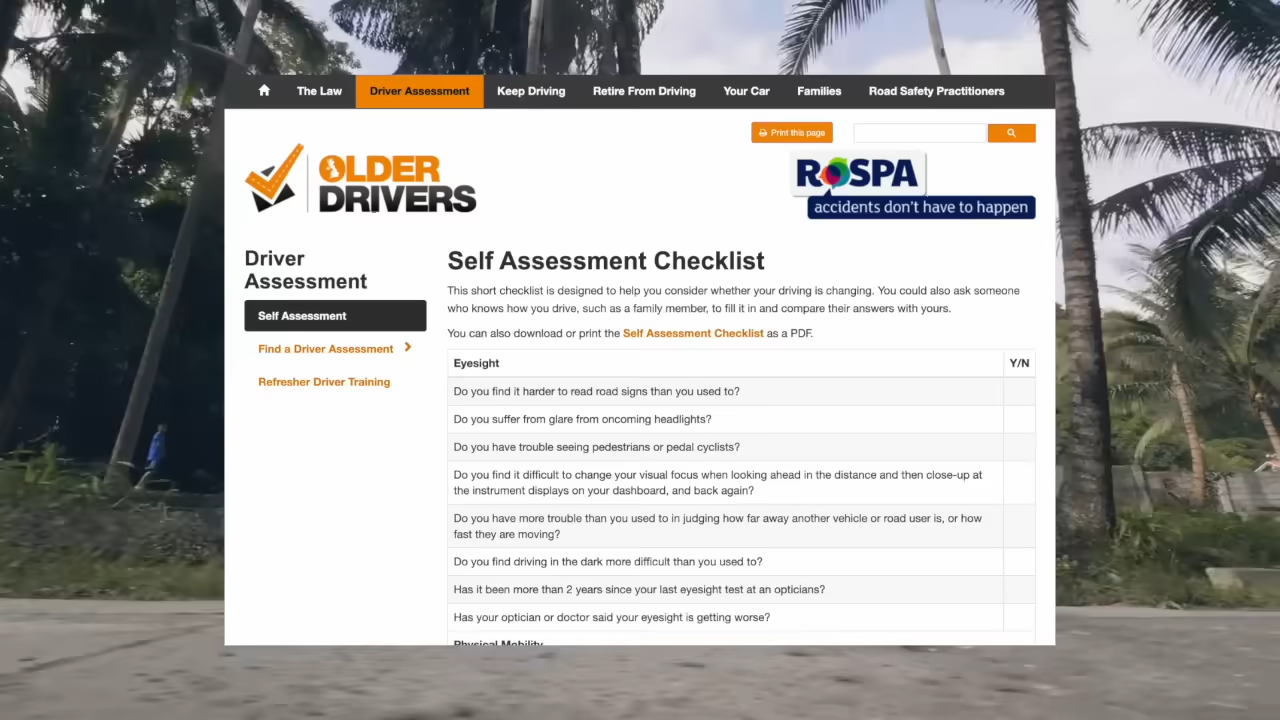 The Law Driver Assessment Keep Driving Retire From Driving Your Car Families Road Safety Practitioners
Print this page
OLDER
DRIVERS
ROSPA
accidents don't have to happen
Driver
Assessment
Self Assessment
Find a Driver Assessment
Refresher Driver Training
Self Assessment Checklist
This short checklist is designed to help you consider whether your driving is changing. You could also ask someone
who knows how you drive, such as a family member, to fill it in and compare their answers with yours.
You can also download or print the Self Assessment Checklist as a PDF.
Eyesight Y/N
Do you find it harder to read road signs than you used to?
Do you suffer from glare from oncoming headlights?
Do you have trouble seeing pedestrians or pedal cyclists?
Do you find it difficult to change your visual focus when looking ahead in the distance and then close-up at
the instrument displays on your dashboard, and back again?
Do you have more trouble than you used to in judging how far away another vehicle or road user is, or how
fast they are moving?
Do you find driving in the dark more difficult than you used to?
Has it been more than 2 years since your last eyesight test at an opticians?
Has your optician or doctor said your eyesight is getting worse?
Physical Mobility